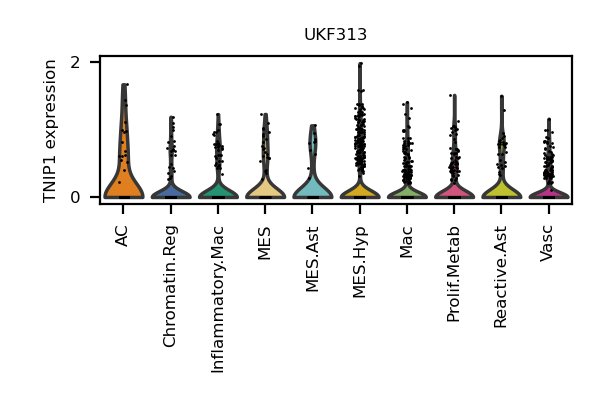 UKF313
TNIP1 expression
2
0
AC
Chromatin.Reg
Inflammatory.Mac
MES
MES.Ast
MES.Hyp
Mac
Prolif.Metab
Reactive.Ast
Vasc